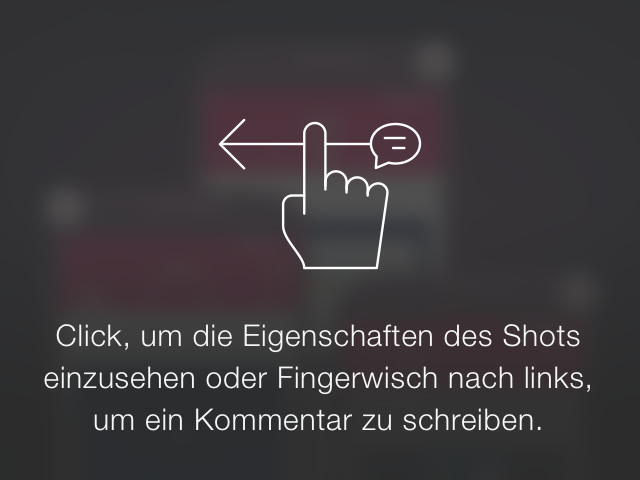 Click, um die Eigenschaften des Shots
einzusehen oder Fingerwisch nach links,
um ein Kommentar zu schreiben.